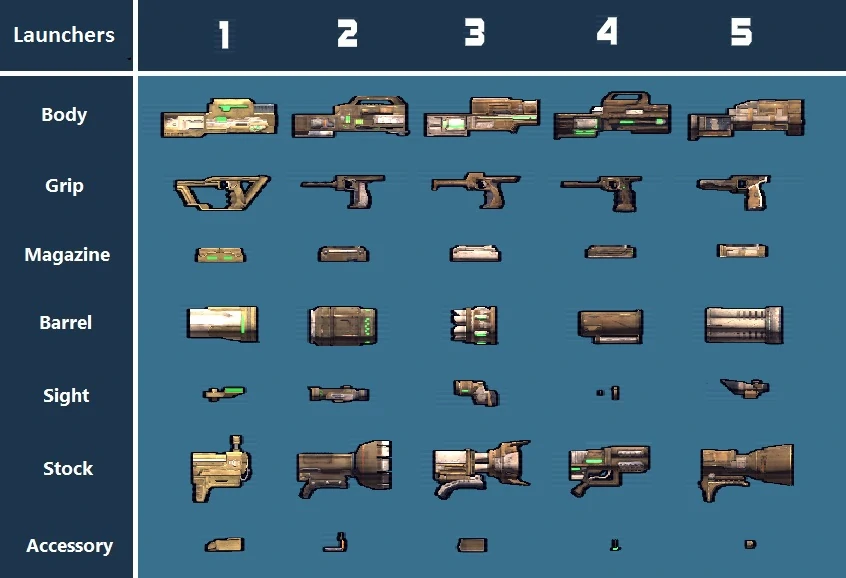 Launchers 1 2 3 4 5
Body
Grip
Magazine
Barrel
Sight
Stock
Accessory